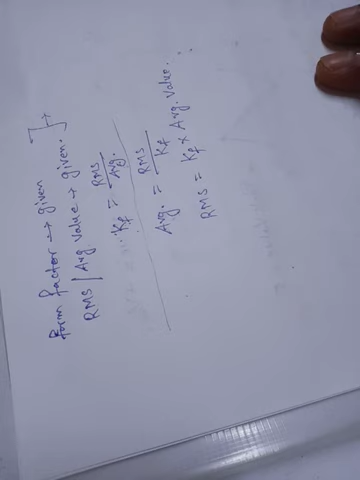 form factor → given
RMS / Avg. Value → given.
Kf = RMS / Avg.
Avg. = RMS / Kf
RMS = Kf × Avg. Value.